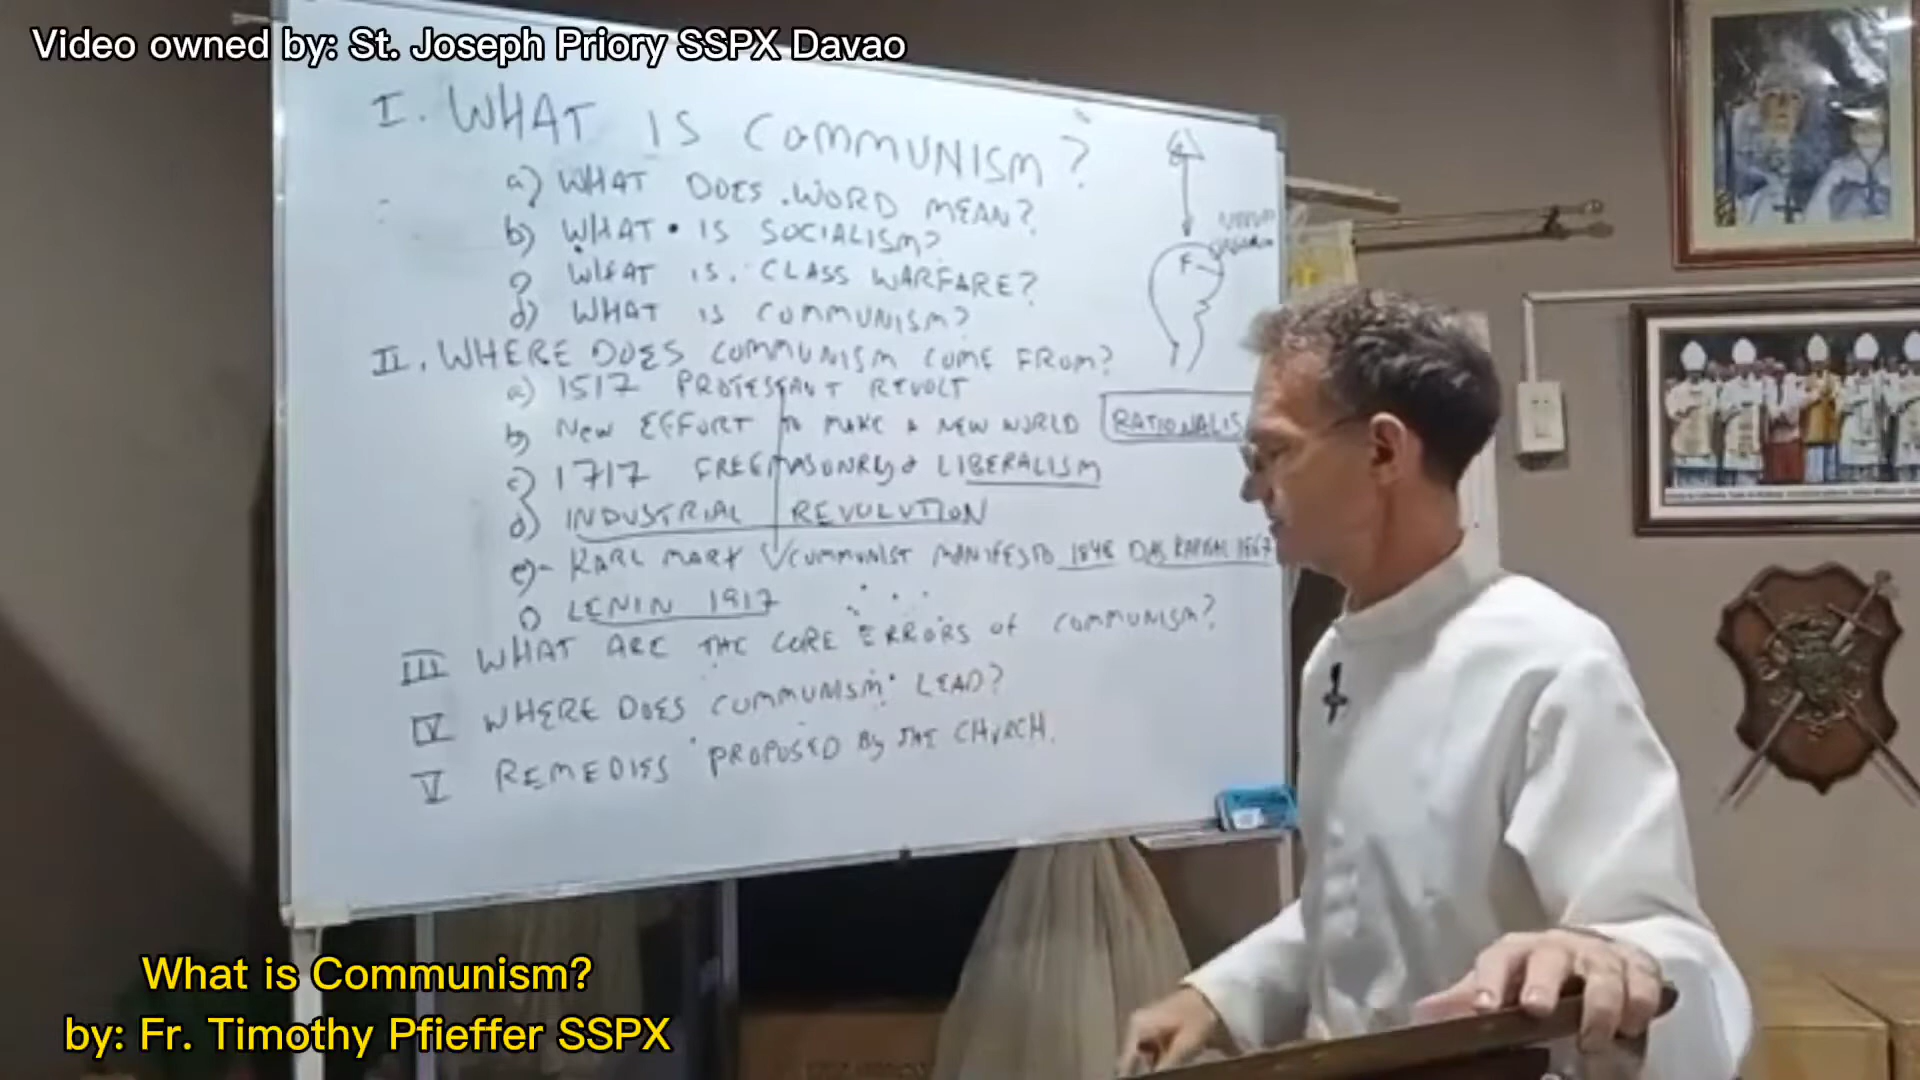 Video owned by: St. Joseph Priory SSPX Davao
I. WHAT IS COMMUNISM?
a) WHAT DOES WORD MEAN?
b) WHAT IS SOCIALISM?
c) WHAT IS CLASS WARFARE?
d) WHAT IS COMMUNISM?
II. WHERE DOES COMMUNISM COME FROM?
a) 1517 PROTESTANT REVOLT
b) NEW EFFORT TO MAKE A NEW WORLD RATIONALIS
c) 1717 FREEMASONRY & LIBERALISM
d) INDUSTRIAL REVOLUTION
e)- KARL MARX COMMUNIST MANIFESTO 1848 DAS KAPITAL 1867
LENIN 1917
III WHAT ARE THE CORE ERRORS OF COMMUNISM?
IV WHERE DOES COMMUNISM LEAD?
V REMEDIES PROPOSED BY THE CHURCH.
F
What is Communism?
by: Fr. Timothy Pfieffer SSPX